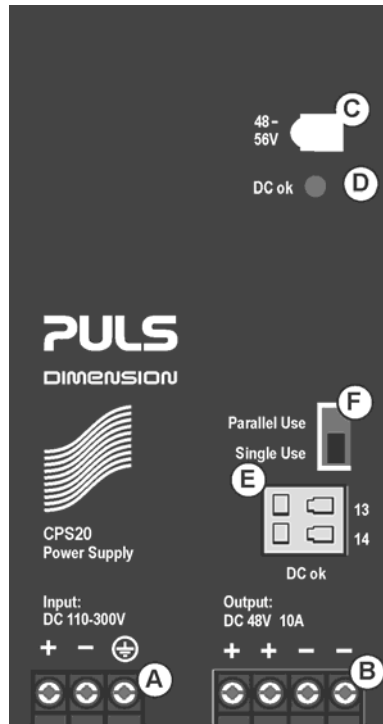 C
48–
56V
DC ok
D
PULS
DIMENSION
F
Parallel Use
Single Use
E
13
14
DC ok
CPS20
Power Supply
Input:
DC 110-300V
+ –
A
Output:
DC 48V 10A
+ + – –
B